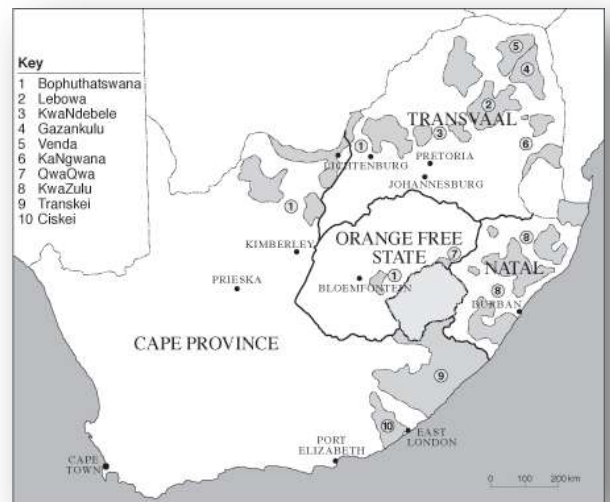 Key
1 Bophuthatswana
2 Lebowa
3 KwaNdebele
4 Gazankulu
5 Venda
6 KaNgwana
7 QwaQwa
8 KwaZulu
9 Transkei
10 Ciskei
5
4
2
TRANSVAAL
1
3
6
LICHTENBURG
PRETORIA
JOHANNESBURG
1
KIMBERLEY
ORANGE FREE
STATE
7
8
NATAL
PRIESKA
BLOEMFONTEIN
1
8
DURBAN
CAPE PROVINCE
9
10
EAST
LONDON
PORT
ELIZABETH
CAPE
TOWN
0 100 200 km